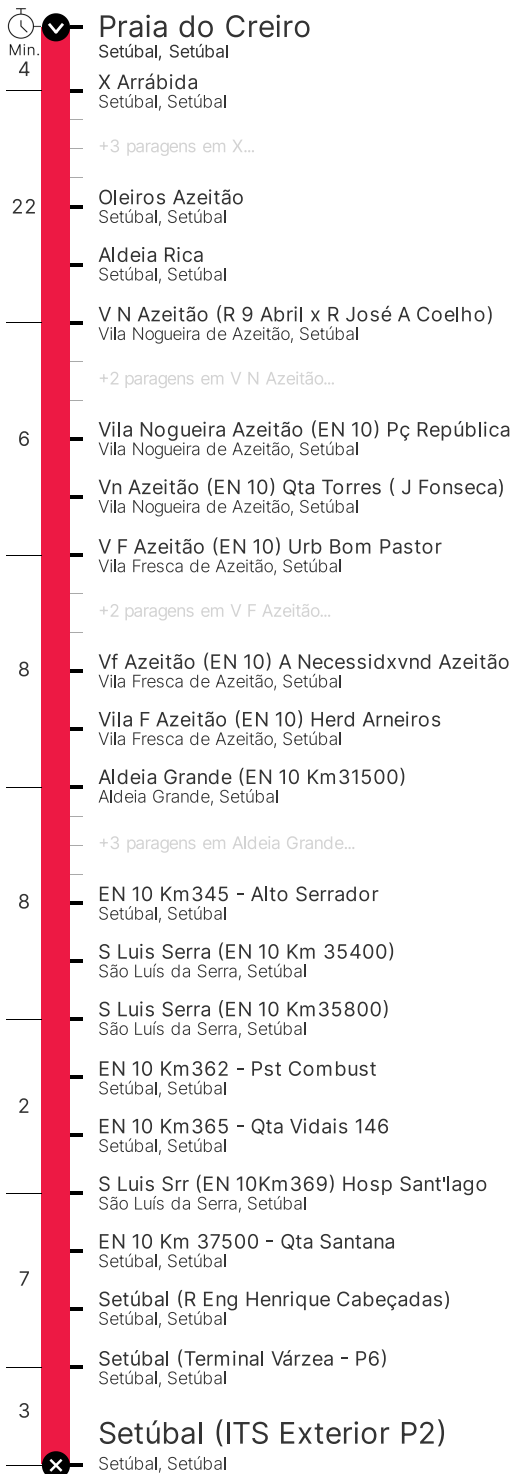 Praia do Creiro
Setúbal, Setúbal
Min.
4
X Arrábida
Setúbal, Setúbal
+3 paragens em X...
22
Oleiros Azeitão
Setúbal, Setúbal
Aldeia Rica
Setúbal, Setúbal
V N Azeitão (R 9 Abril x R José A Coelho)
Vila Nogueira de Azeitão, Setúbal
+2 paragens em V N Azeitão...
6
Vila Nogueira Azeitão (EN 10) Pç República
Vila Nogueira de Azeitão, Setúbal
Vn Azeitão (EN 10) Qta Torres ( J Fonseca)
Vila Nogueira de Azeitão, Setúbal
V F Azeitão (EN 10) Urb Bom Pastor
Vila Fresca de Azeitão, Setúbal
+2 paragens em V F Azeitão...
8
Vf Azeitão (EN 10) A Necessidxvnd Azeitão
Vila Fresca de Azeitão, Setúbal
Vila F Azeitão (EN 10) Herd Arneiros
Vila Fresca de Azeitão, Setúbal
Aldeia Grande (EN 10 Km31500)
Aldeia Grande, Setúbal
+3 paragens em Aldeia Grande...
8
EN 10 Km345 - Alto Serrador
Setúbal, Setúbal
S Luis Serra (EN 10 Km 35400)
São Luís da Serra, Setúbal
S Luis Serra (EN 10 Km35800)
São Luís da Serra, Setúbal
EN 10 Km362 - Pst Combust
Setúbal, Setúbal
2
EN 10 Km365 - Qta Vidais 146
Setúbal, Setúbal
S Luis Srr (EN 10Km369) Hosp Sant'lago
São Luís da Serra, Setúbal
EN 10 Km 37500 - Qta Santana
Setúbal, Setúbal
7
Setúbal (R Eng Henrique Cabeçadas)
Setúbal, Setúbal
Setúbal (Terminal Várzea - P6)
Setúbal, Setúbal
3
Setúbal (ITS Exterior P2)
Setúbal, Setúbal